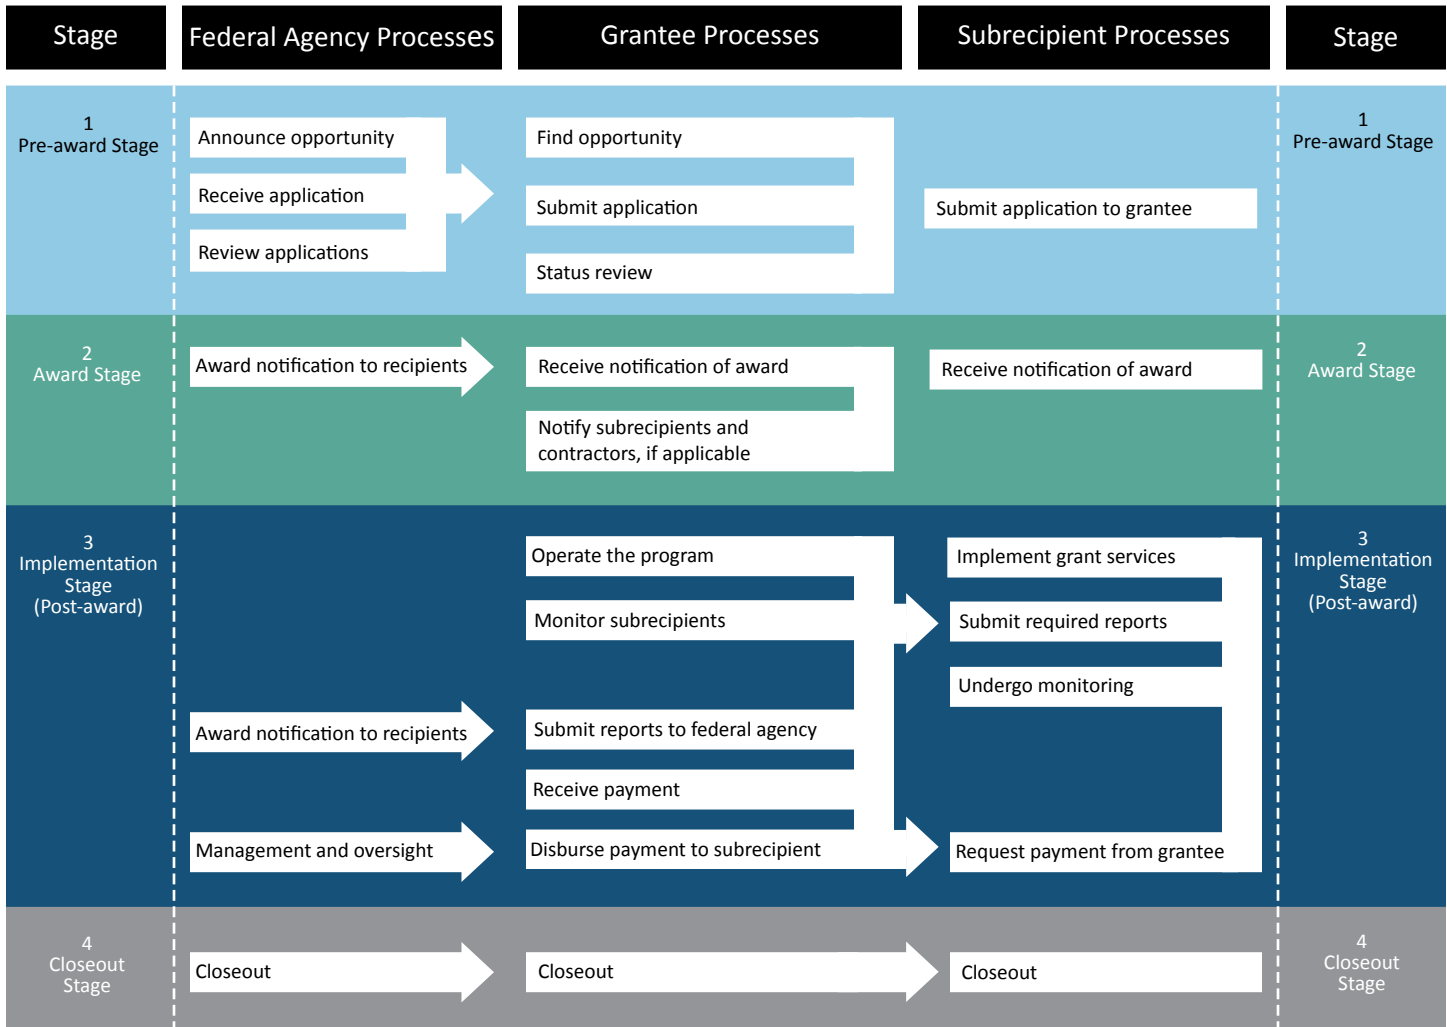 Stage
Federal Agency Processes
Grantee Processes
Subrecipient Processes
Stage
1
Pre-award Stage
Announce opportunity
Receive application
Review applications
Find opportunity
Submit application
Status review
Submit application to grantee
1
Pre-award Stage
2
Award Stage
Award notification to recipients
Receive notification of award
Notify subrecipients and
contractors, if applicable
Receive notification of award
2
Award Stage
3
Implementation
Stage
(Post-award)
Award notification to recipients
Management and oversight
Operate the program
Monitor subrecipients
Submit reports to federal agency
Receive payment
Disburse payment to subrecipient
Implement grant services
Submit required reports
Undergo monitoring
Request payment from grantee
3
Implementation
Stage
(Post-award)
4
Closeout
Stage
Closeout
Closeout
Closeout
4
Closeout
Stage